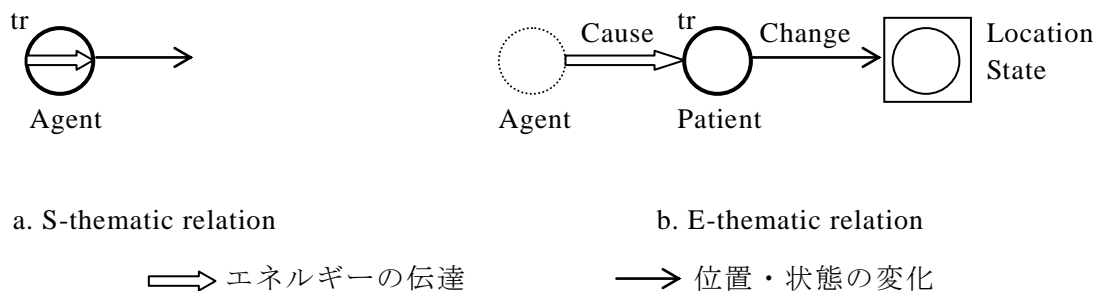 tr
Agent
Cause
tr
Change
Location
State
Agent
Patient
a. S-thematic relation
b. E-thematic relation
エネルギーの伝達
位置・状態の変化